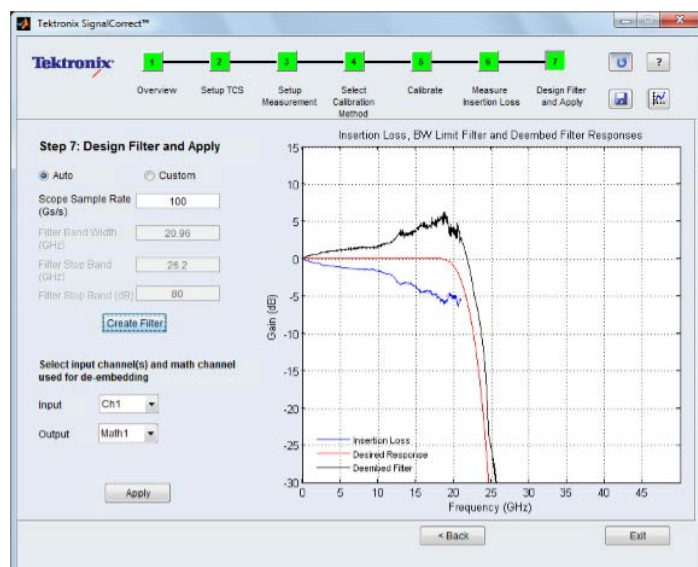 Tektronix SignalCorrect™
Tektronix
1 2 3 4 5 6 7 ?
Overview
Setup TCS
Setup Measurement
Select Calibration Method
Calibrate
Measure Insertion Loss
Design Filter and Apply
Step 7: Design Filter and Apply
Auto Custom
Scope Sample Rate (Gs/s) 100
Filter Band Width (GHz) 20.96
Filter Stop Band (GHz) 26.2
Filter Stop Band (dB) 80
Create Filter
Select input channel(s) and math channel
used for de-embedding
Input Ch1
Output Math1
Apply
Insertion Loss, BW Limit Filter and Deembed Filter Responses
Gain (dB)
15
10
5
0
-5
-10
-15
-20
-25
-30
Insertion Loss
Desired Response
Deembed Filter
0 5 10 15 20 25 30 35 40 45
Frequency (GHz)
< Back
Exit